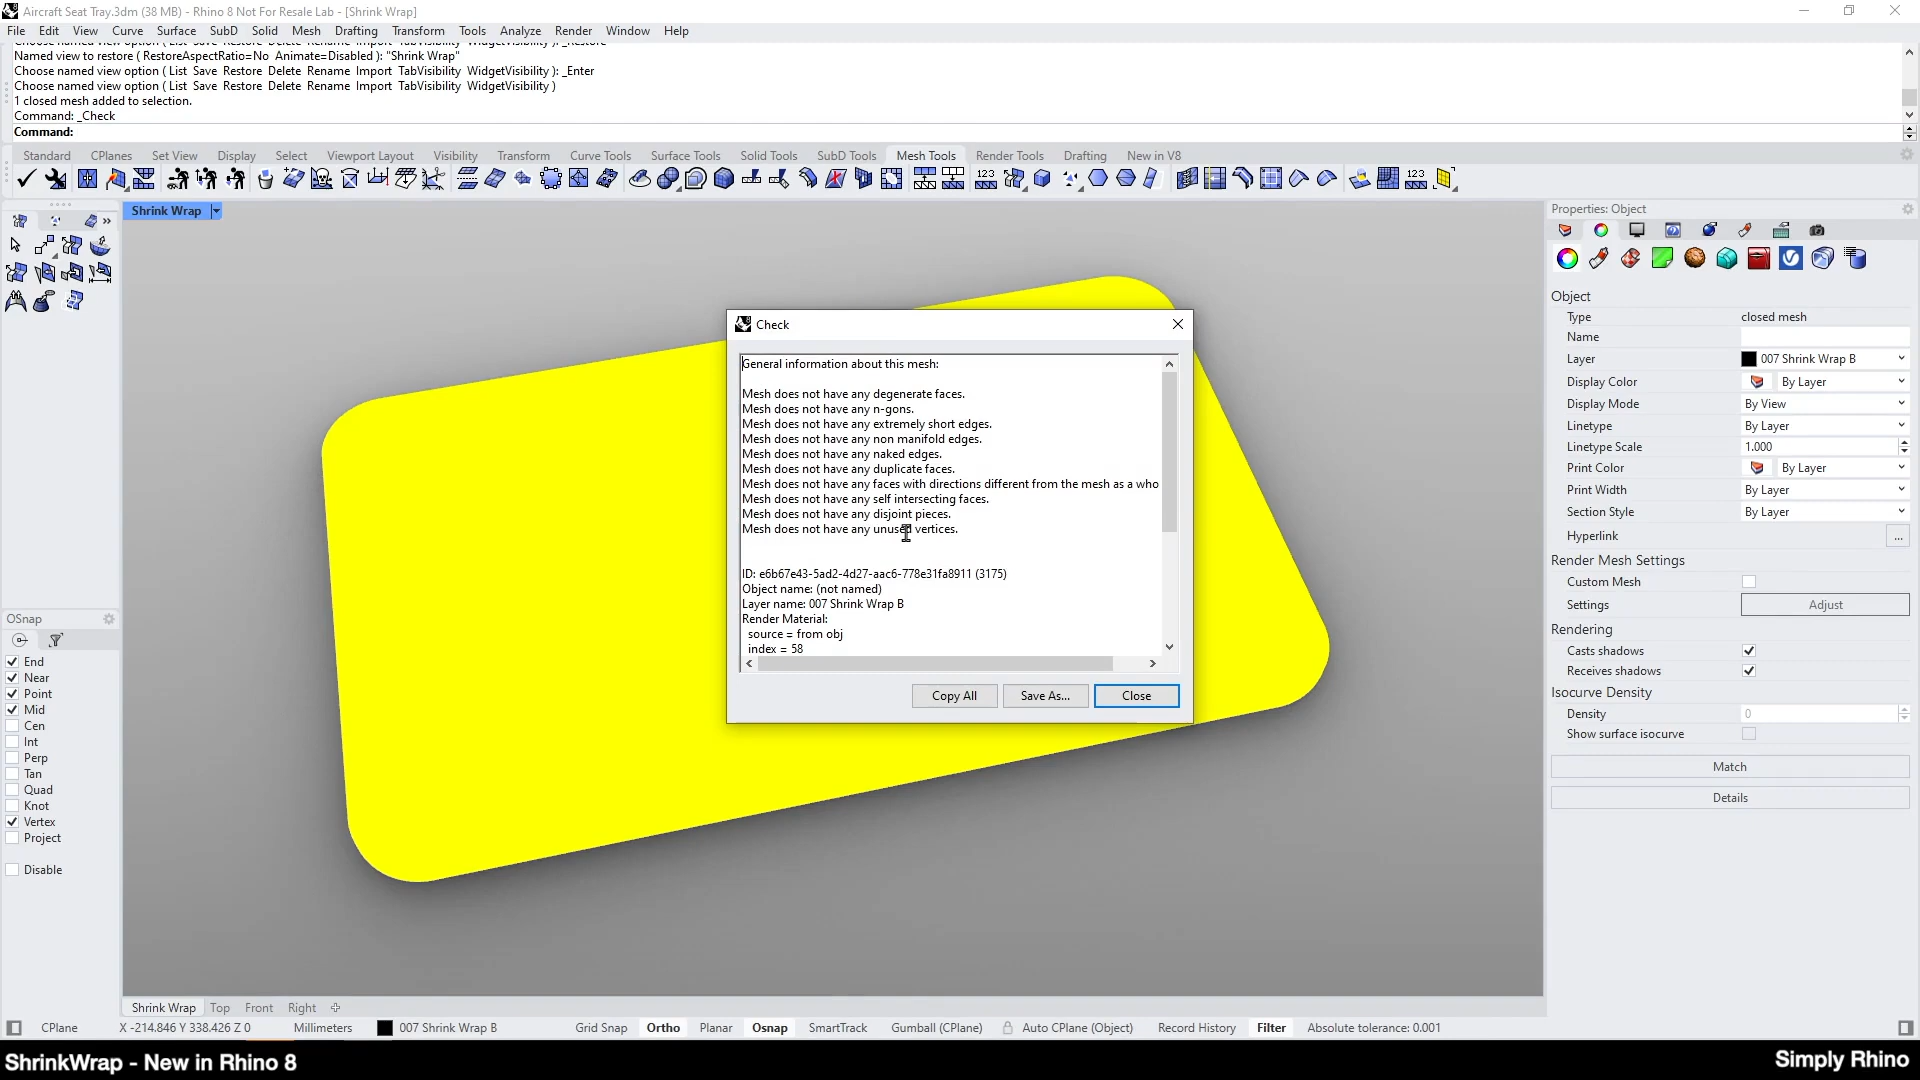 Aircraft Seat Tray.3dm (38 MB) - Rhino 8 Not For Resale Lab - [Shrink Wrap]
File Edit View Curve Surface SubD Solid Mesh Drafting Transform Tools Analyze Render Window Help
Choose named view option ( List Save Restore Delete Rename Import TabVisibility WidgetVisibility ): _Restore
Named view to restore ( RestoreAspectRatio=No Animate=Disabled ): "Shrink Wrap"
Choose named view option ( List Save Restore Delete Rename Import TabVisibility WidgetVisibility ): _Enter
Choose named view option ( List Save Restore Delete Rename Import TabVisibility WidgetVisibility )
1 closed mesh added to selection.
Command: _Check
Command:
Standard CPlanes Set View Display Select Viewport Layout Visibility Transform Curve Tools Surface Tools Solid Tools SubD Tools Mesh Tools Render Tools Drafting New in V8
Shrink Wrap
Properties: Object
Object
Type closed mesh
Name
Layer 007 Shrink Wrap B
Display Color By Layer
Display Mode By View
Linetype By Layer
Linetype Scale 1.000
Print Color By Layer
Print Width By Layer
Section Style By Layer
Hyperlink ...
Render Mesh Settings
Custom Mesh
Settings Adjust
Rendering
Casts shadows
Receives shadows
Isocurve Density
Density 0
Show surface isocurve
Match
Details
Check
General information about this mesh:
Mesh does not have any degenerate faces.
Mesh does not have any n-gons.
Mesh does not have any extremely short edges.
Mesh does not have any non manifold edges.
Mesh does not have any naked edges.
Mesh does not have any duplicate faces.
Mesh does not have any faces with directions different from the mesh as a who
Mesh does not have any self intersecting faces.
Mesh does not have any disjoint pieces.
Mesh does not have any unused vertices.
ID: e6b67e43-5ad2-4d27-aac6-778e31fa8911 (3175)
Object name: (not named)
Layer name: 007 Shrink Wrap B
Render Material:
source = from obj
index = 58
Copy All Save As... Close
OSnap
End
Near
Point
Mid
Cen
Int
Perp
Tan
Quad
Knot
Vertex
Project
Disable
Shrink Wrap Top Front Right
CPlane X -214.846 Y 338.426 Z 0 Millimeters 007 Shrink Wrap B Grid Snap Ortho Planar Osnap SmartTrack Gumball (CPlane) Auto CPlane (Object) Record History Filter Absolute tolerance: 0.001
ShrinkWrap - New in Rhino 8
Simply Rhino